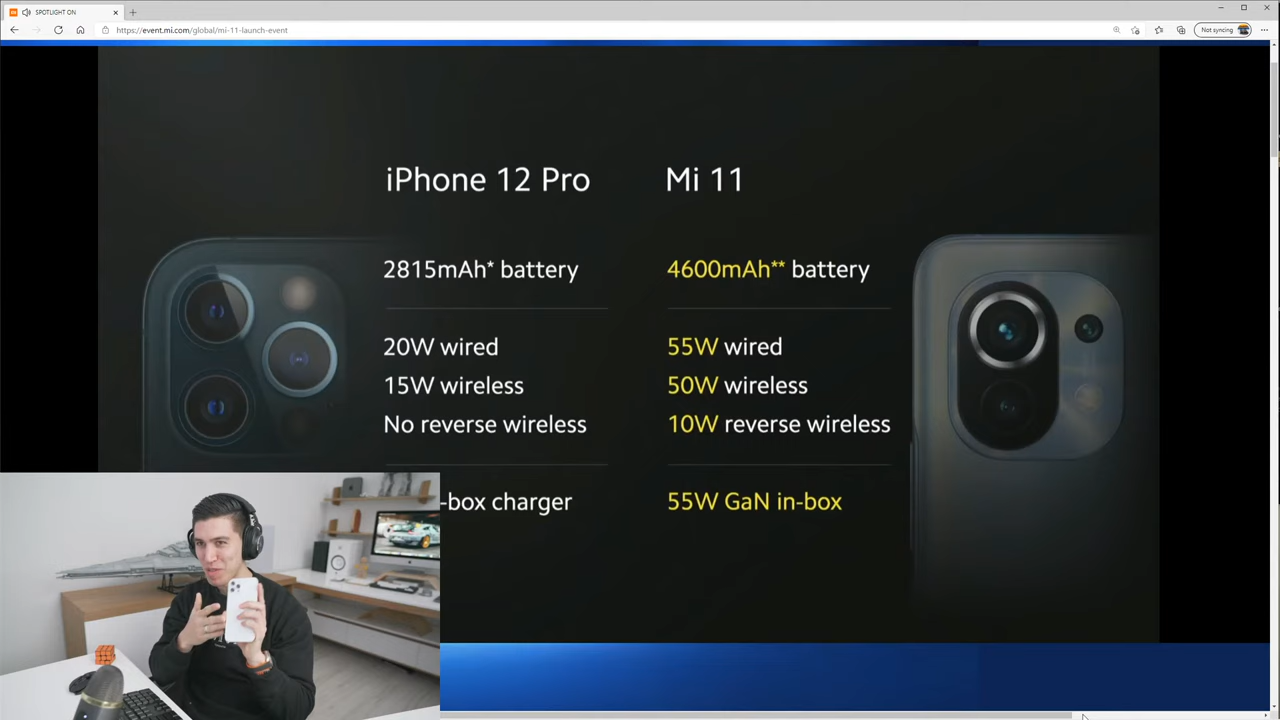 SPOTLIGHT ON
https://event.mi.com/global/mi-11-launch-event
Not syncing
iPhone 12 Pro
Mi 11
2815mAh* battery
4600mAh** battery
20W wired
55W wired
15W wireless
50W wireless
No reverse wireless
10W reverse wireless
-box charger
55W GaN in-box